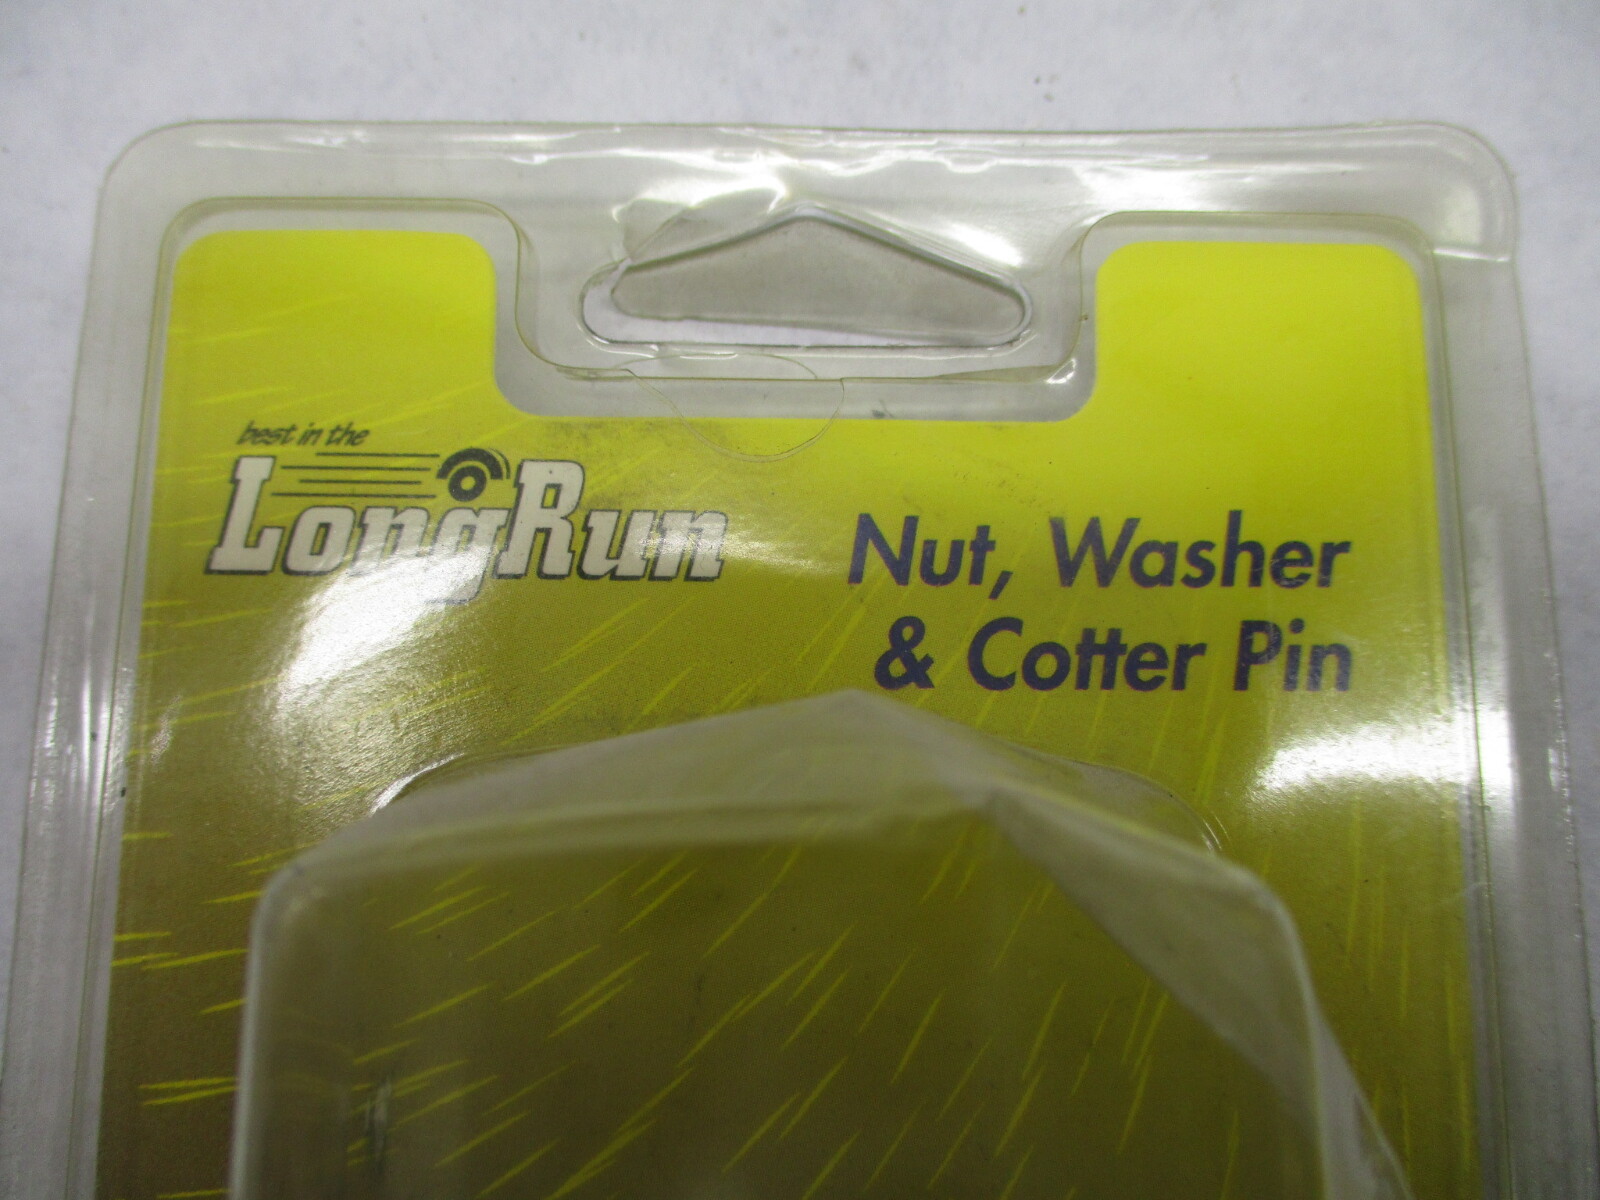 best in the
LongRun
Nut, Washer
& Cotter Pin